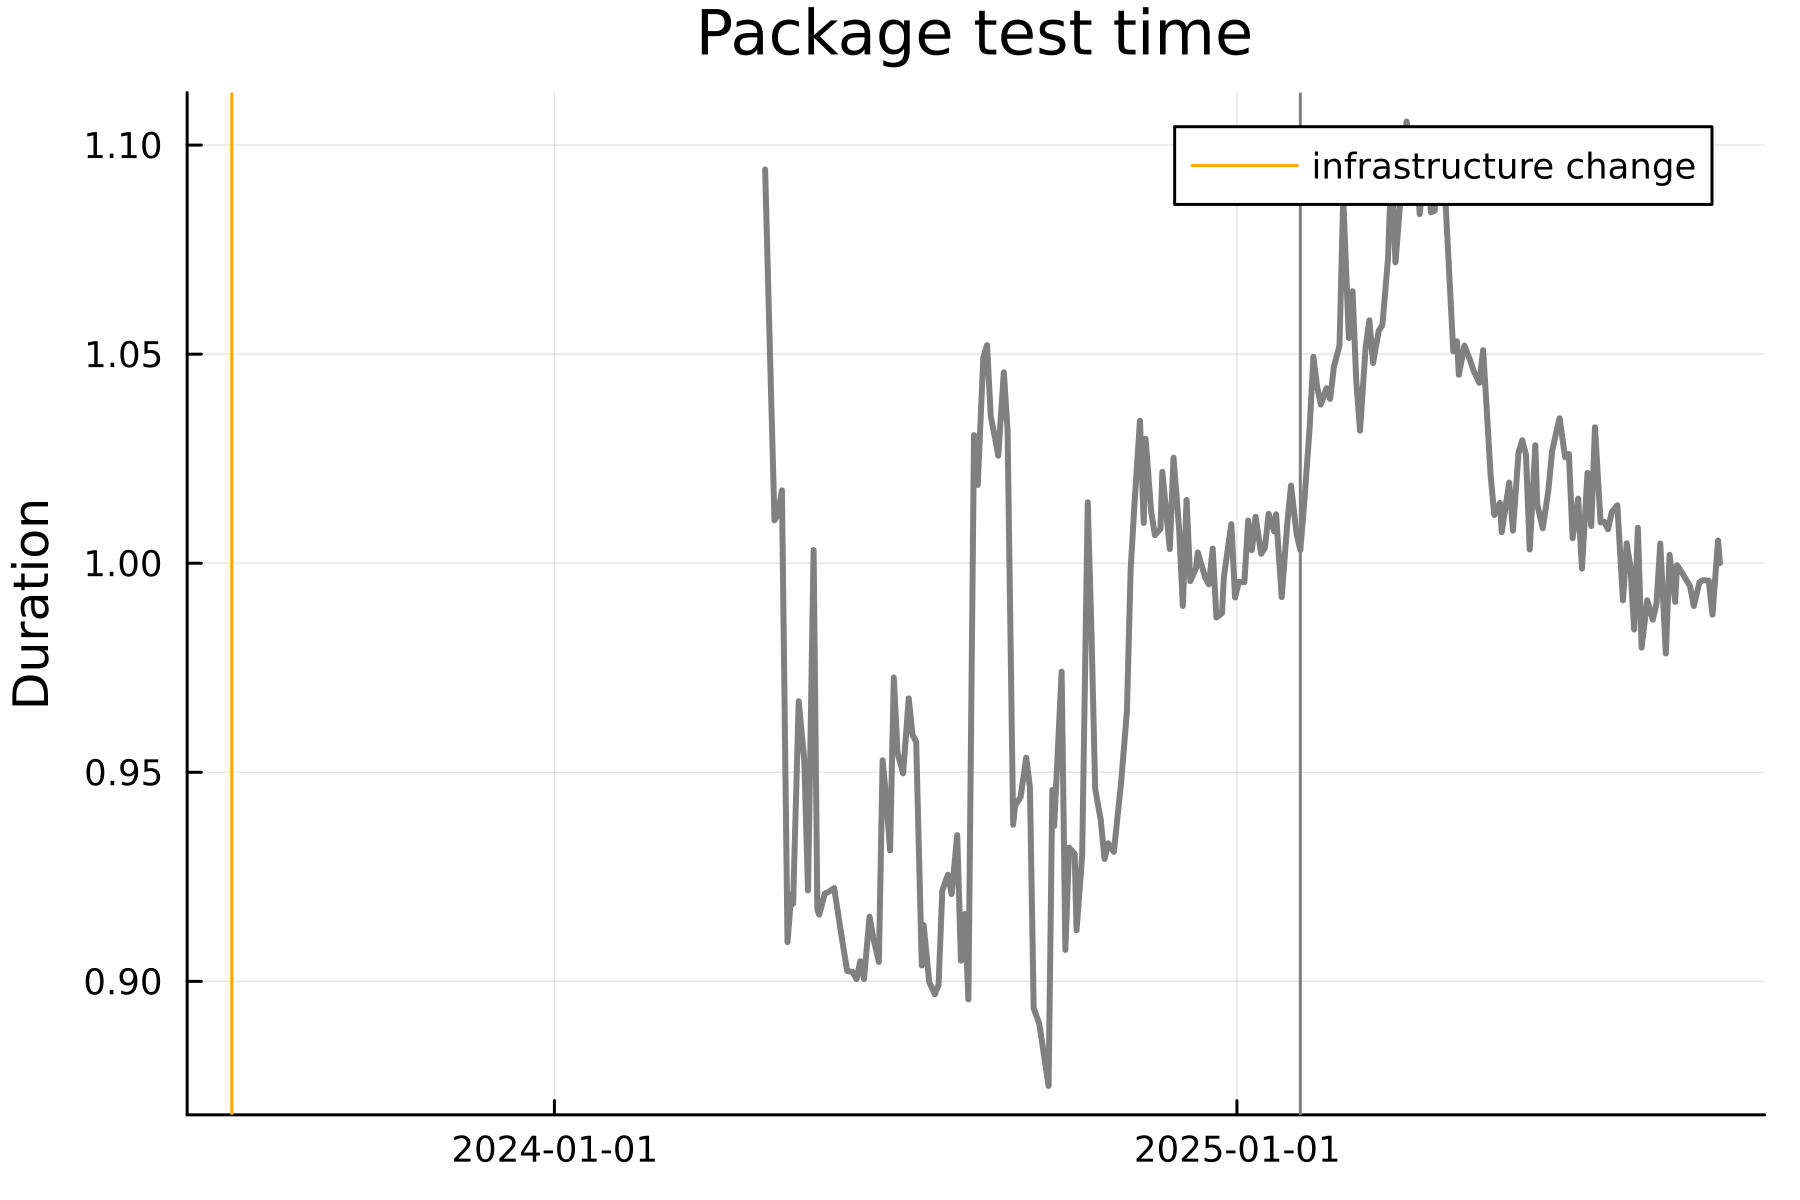 Package test time
infrastructure change
Duration
1.10
1.05
1.00
0.95
0.90
2024-01-01
2025-01-01